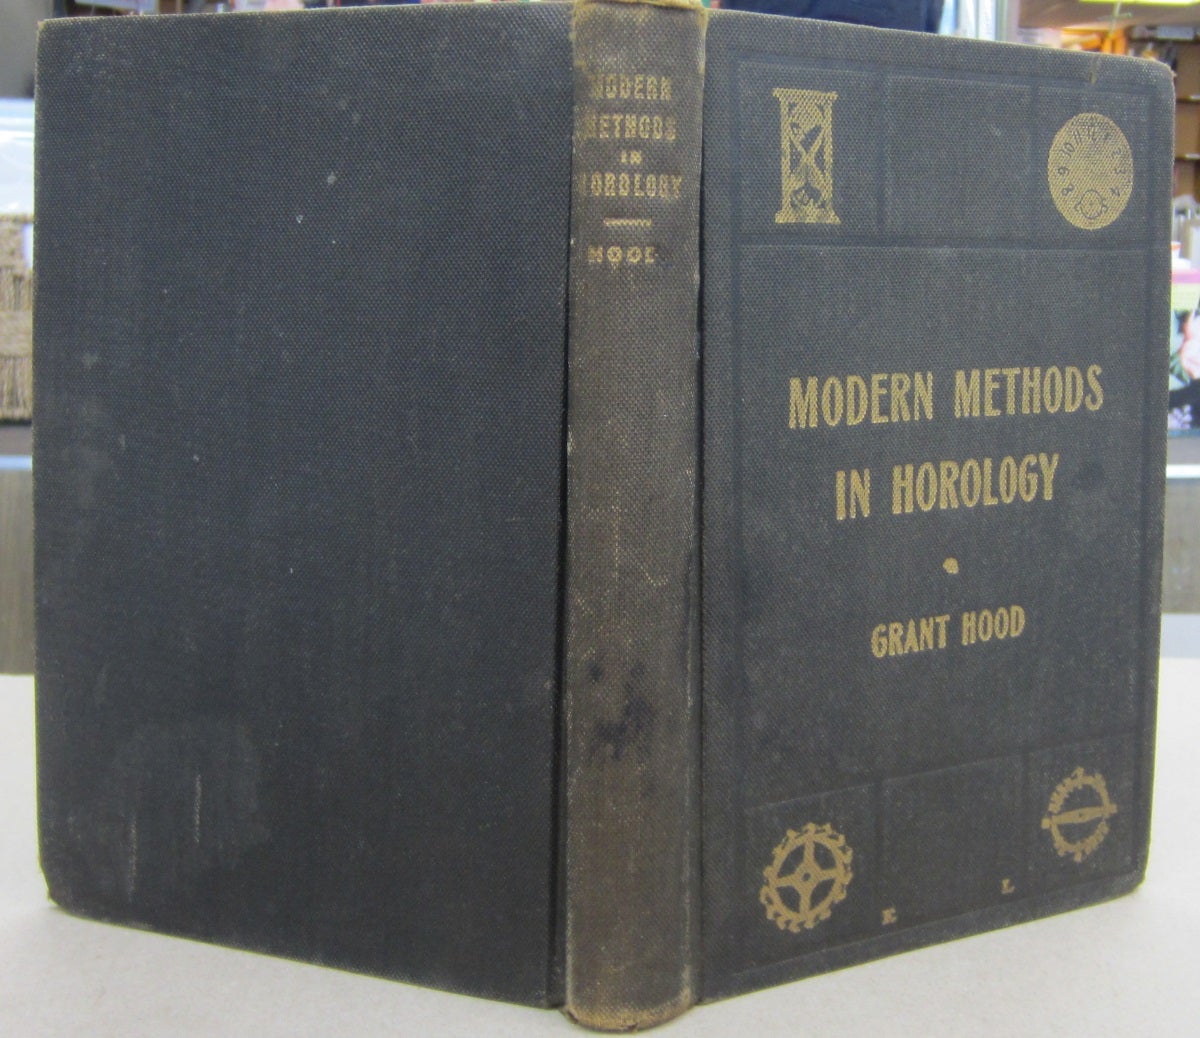 MODERN
METHODS
IN
HOROLOGY
HOOD
MODERN METHODS
IN HOROLOGY
GRANT HOOD
E L